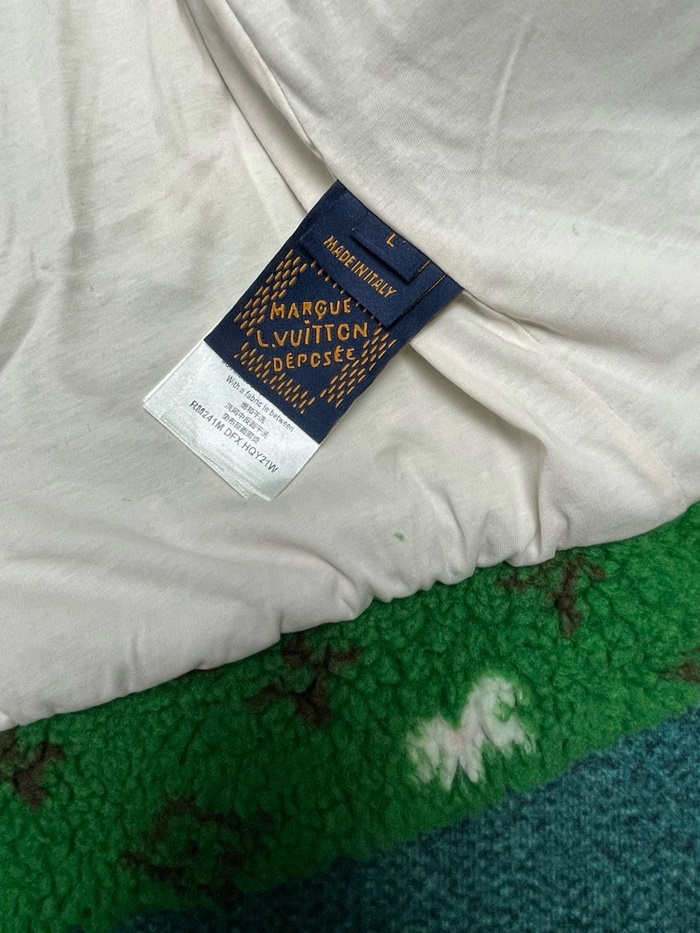 L
MADE IN ITALY
MARQUE
L.VUITTON
DÉPOSÉE
With a fabric in between
RM241M DFX HQY21W